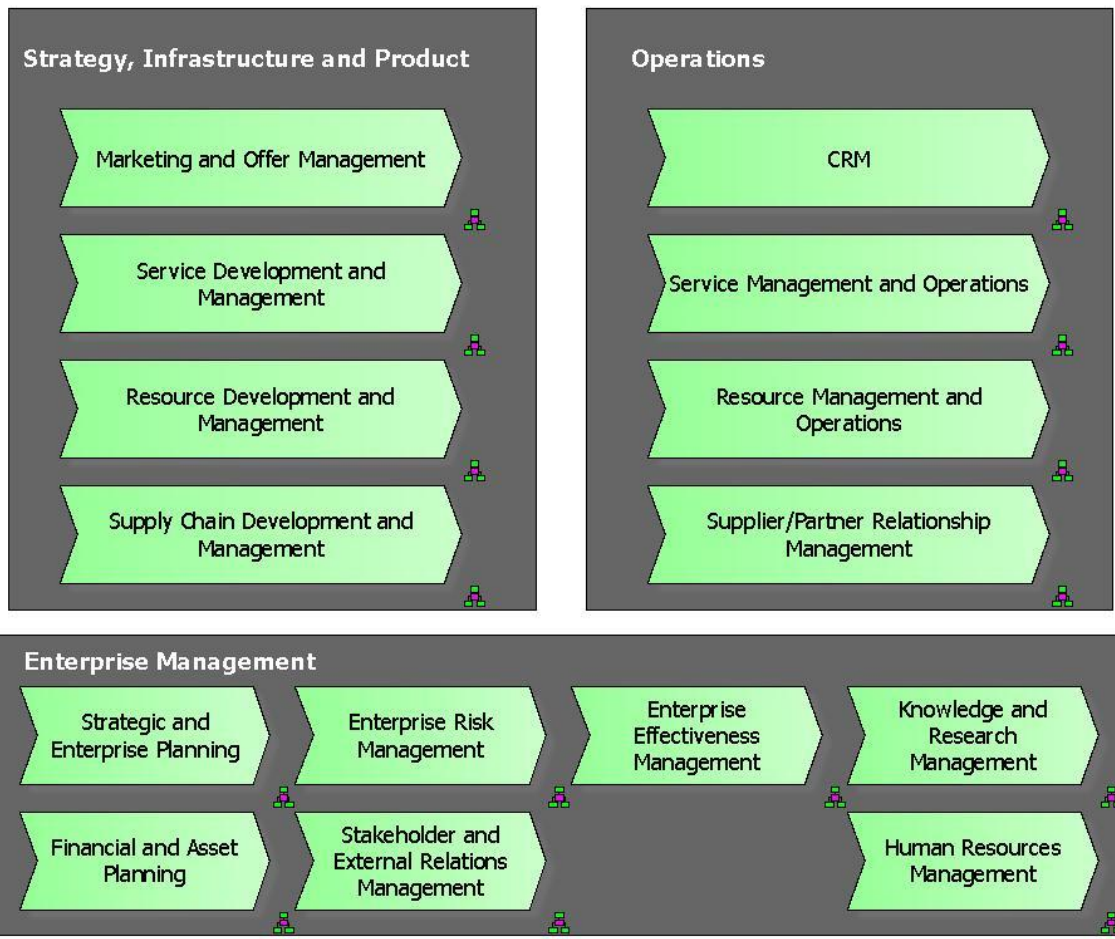 Strategy, Infrastructure and Product
Marketing and Offer Management
Service Development and
Management
Resource Development and
Management
Supply Chain Development and
Management
Operations
CRM
Service Management and Operations
Resource Management and
Operations
Supplier/Partner Relationship
Management
Enterprise Management
Strategic and
Enterprise Planning
Enterprise Risk
Management
Enterprise
Effectiveness
Management
Knowledge and
Research
Management
Financial and Asset
Planning
Stakeholder and
External Relations
Management
Human Resources
Management